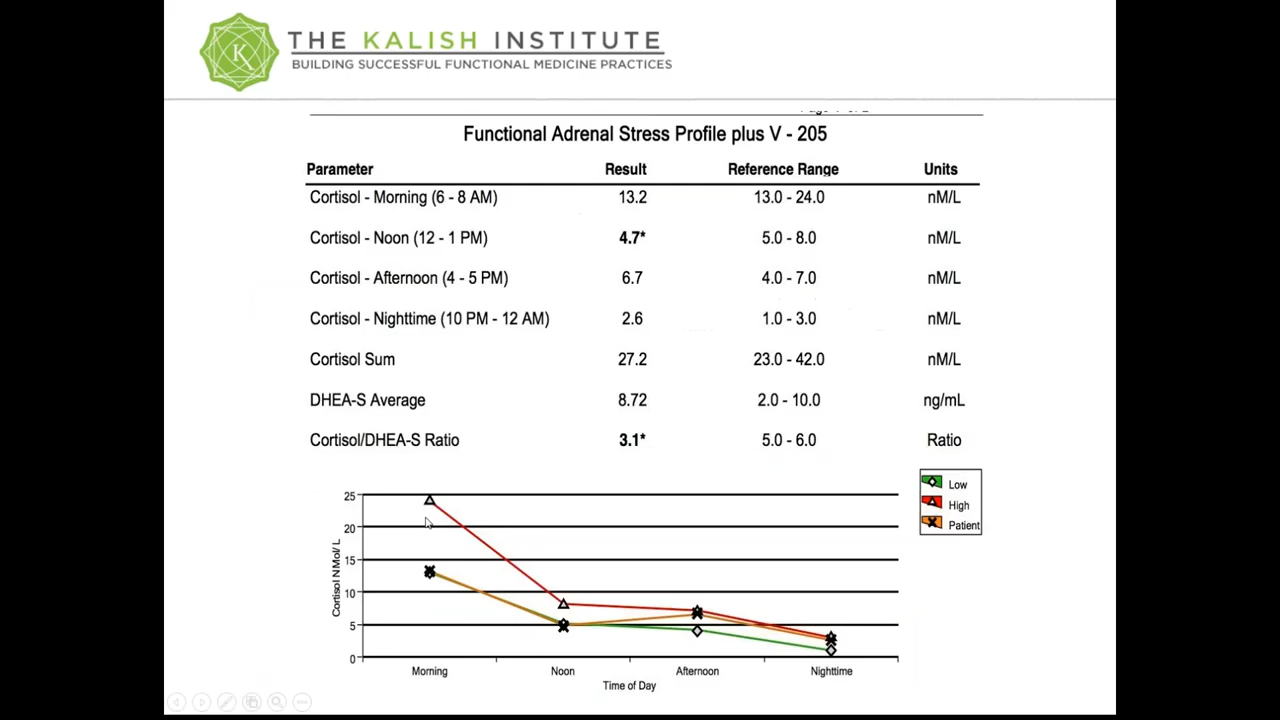 THE KALISH INSTITUTE
BUILDING SUCCESSFUL FUNCTIONAL MEDICINE PRACTICES
K
Functional Adrenal Stress Profile plus V - 205
Parameter Result Reference Range Units
Cortisol - Morning (6 - 8 AM) 13.2 13.0 - 24.0 nM/L
Cortisol - Noon (12 - 1 PM) 4.7* 5.0 - 8.0 nM/L
Cortisol - Afternoon (4 - 5 PM) 6.7 4.0 - 7.0 nM/L
Cortisol - Nighttime (10 PM - 12 AM) 2.6 1.0 - 3.0 nM/L
Cortisol Sum 27.2 23.0 - 42.0 nM/L
DHEA-S Average 8.72 2.0 - 10.0 ng/mL
Cortisol/DHEA-S Ratio 3.1* 5.0 - 6.0 Ratio
Low
High
Patient
Cortisol NMol/ L
25
20
15
10
5
0
Morning Noon Afternoon Nighttime
Time of Day